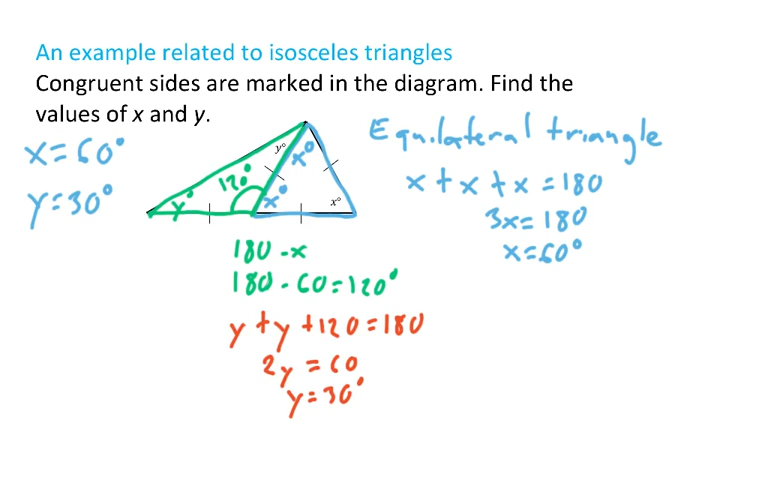 An example related to isosceles triangles
Congruent sides are marked in the diagram. Find the
values of x and y.
x=60°
y=30°
Equilateral triangle
x+x+x=180
3x=180
x=60°
y°
x°
120°
y°
x°
x°
180-x
180-60=120°
y+y+120=180
2y=60
y=30°